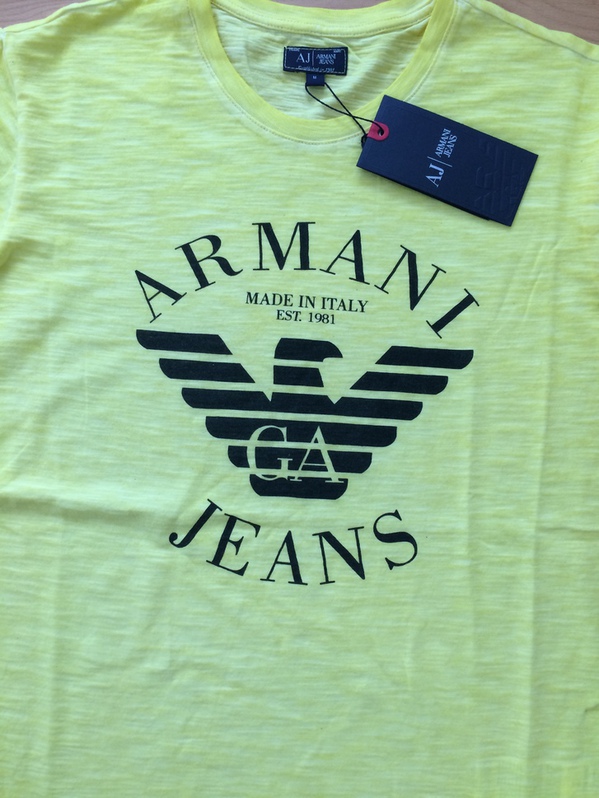 AJ | ARMANI
JEANS
M
AJ | ARMANI
JEANS
ARMANI
MADE IN ITALY
EST. 1981
GA
JEANS